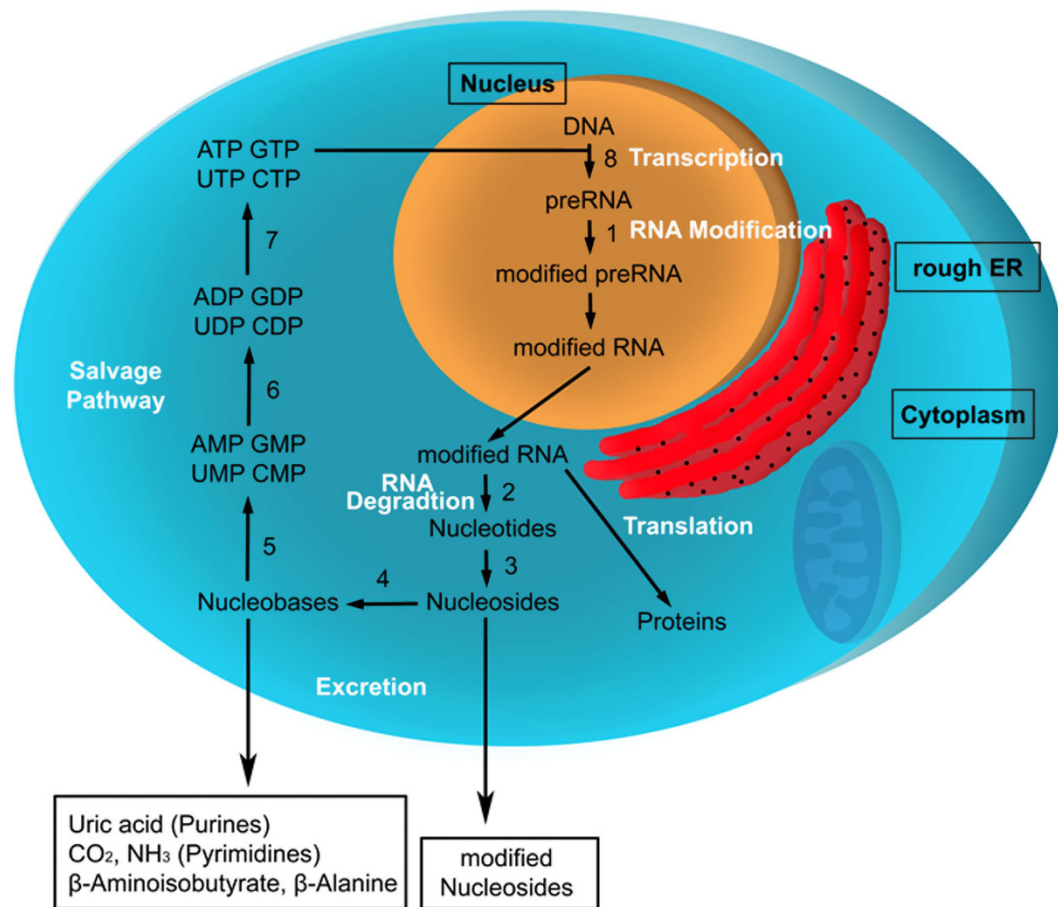 Nucleus
DNA
ATP GTP
UTP CTP
8 Transcription
preRNA
7
1 RNA Modification
modified preRNA
rough ER
ADP GDP
UDP CDP
modified RNA
Salvage
Pathway
6
Cytoplasm
AMP GMP
UMP CMP
modified RNA
RNA
Degradtion
2
Nucleotides
Translation
5
3
4
Nucleobases
Nucleosides
Proteins
Excretion
Uric acid (Purines)
CO₂, NH₃ (Pyrimidines)
β-Aminoisobutyrate, β-Alanine
modified
Nucleosides